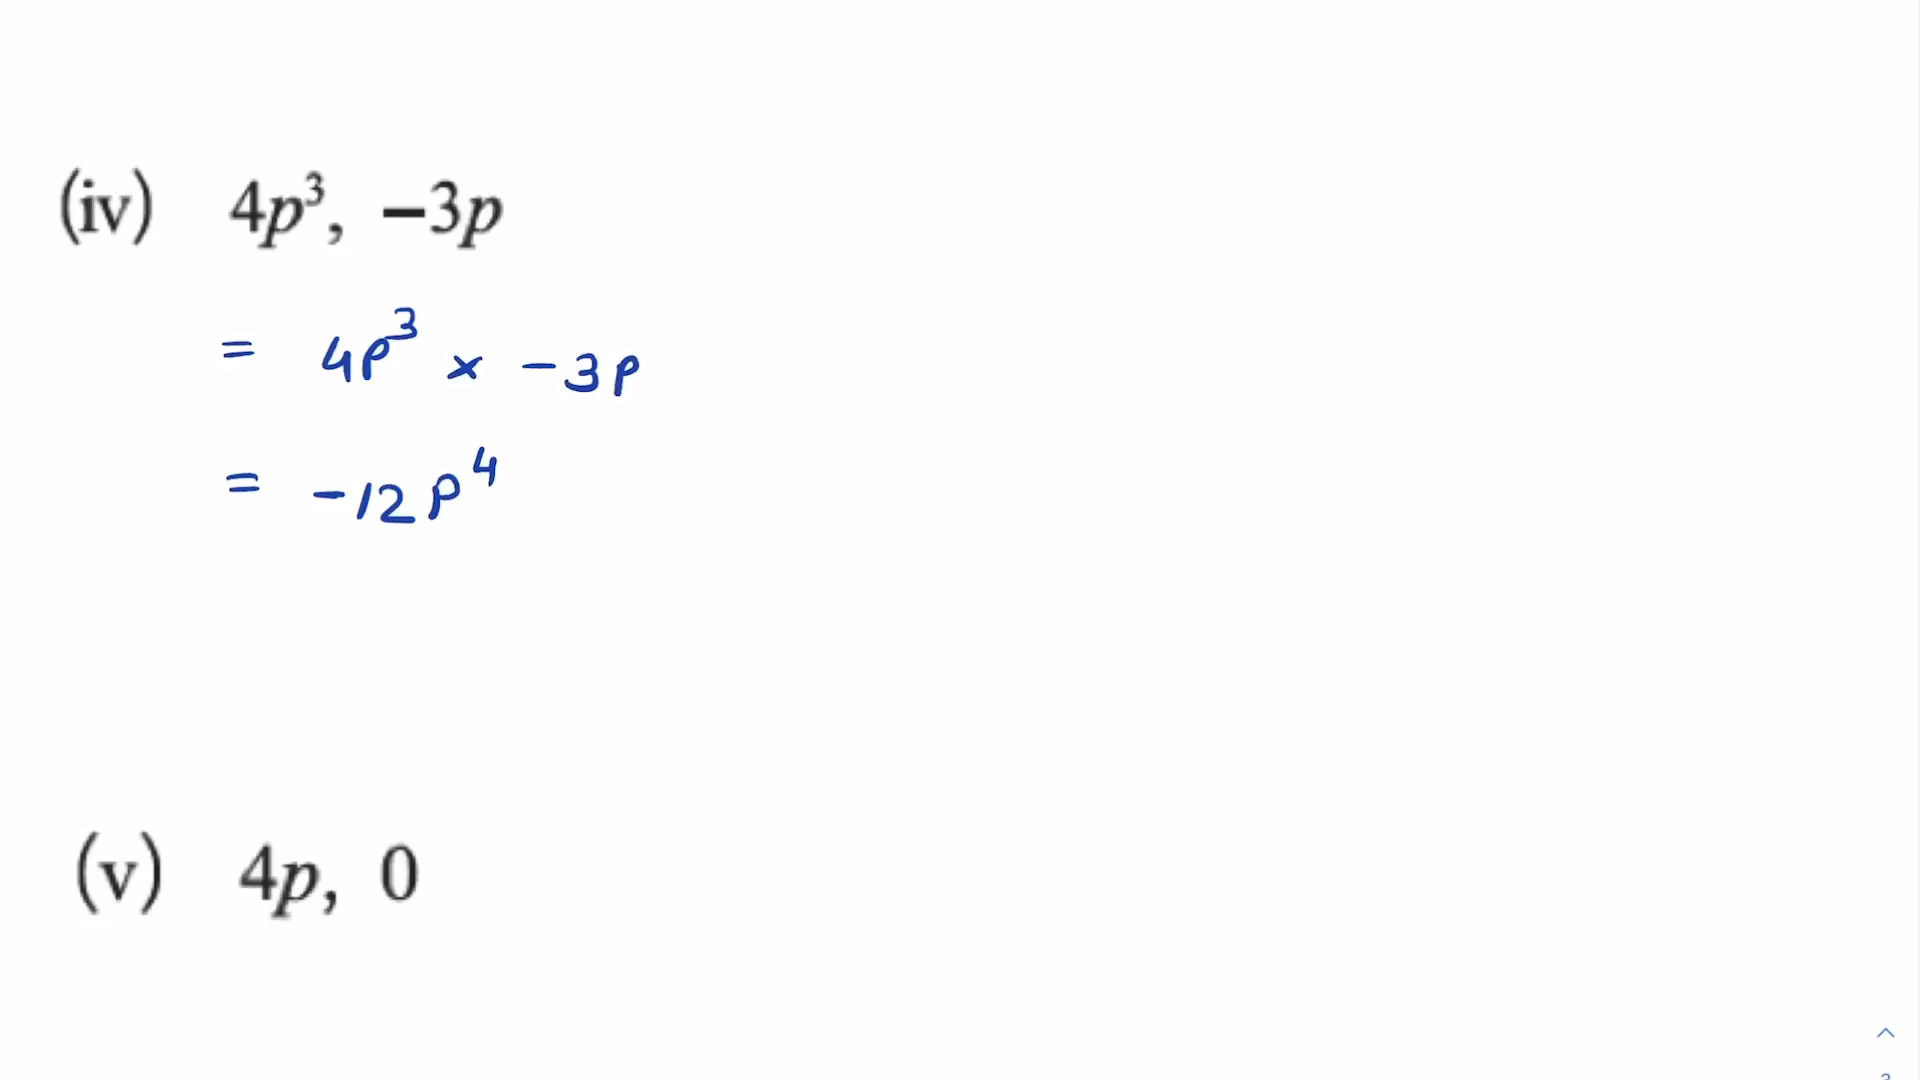 (iv) 4p³, −3p
= 4p³ × -3p
= -12p⁴
(v) 4p, 0